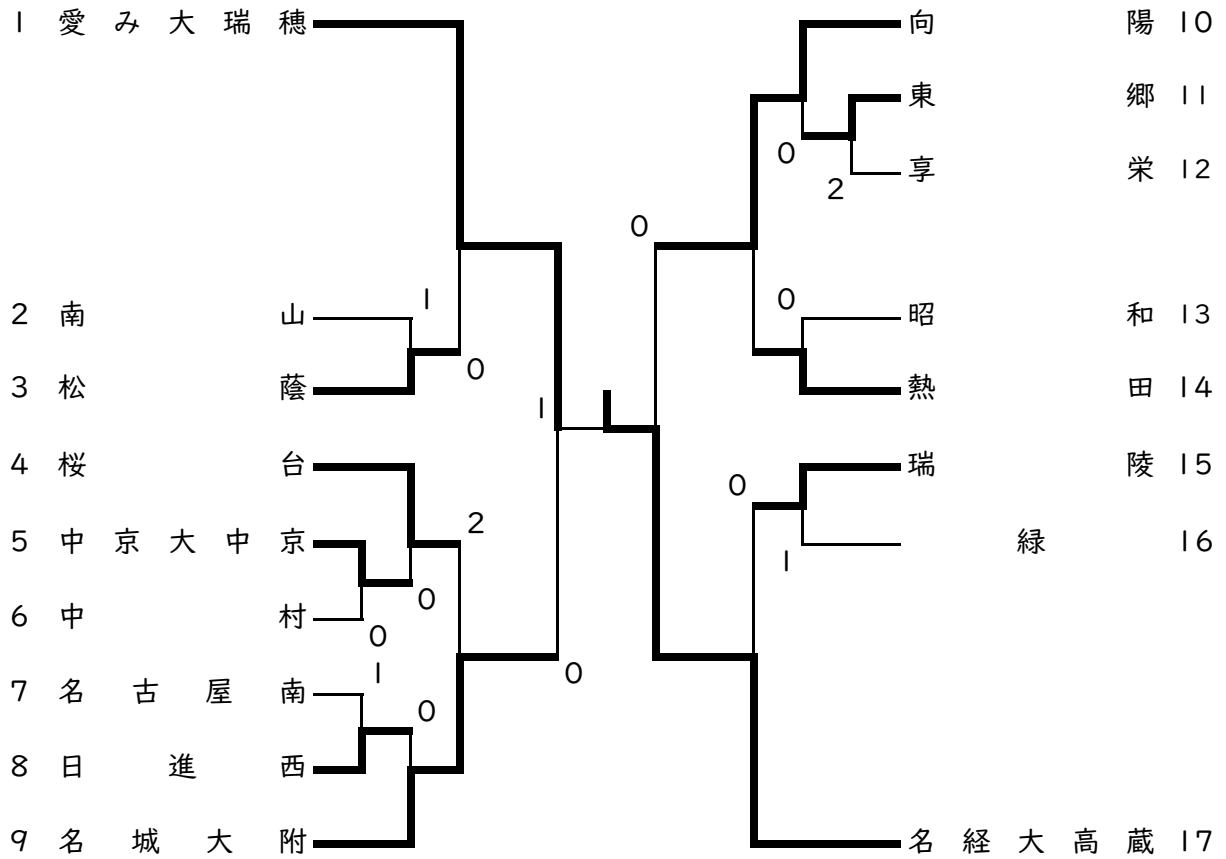 1 愛み大瑞穂
向陽 10
東郷 11
0
享栄 12
2
0
1
0
2 南山
昭和 13
0
3 松蔭
熱田 14
1
4 桜台
瑞陵 15
0
2
5 中京大中京
緑 16
1
0
6 中村
0
1
0
7 名古屋南
0
8 日進西
9 名城大附
名経大高蔵 17